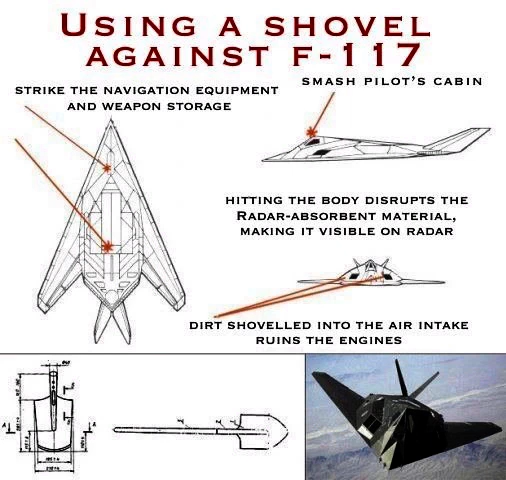 USING A SHOVEL
AGAINST F-117
STRIKE THE NAVIGATION EQUIPMENT
AND WEAPON STORAGE
SMASH PILOT'S CABIN
HITTING THE BODY DISRUPTS THE
RADAR-ABSORBENT MATERIAL,
MAKING IT VISIBLE ON RADAR
DIRT SHOVELLED INTO THE AIR INTAKE
RUINS THE ENGINES
A
A